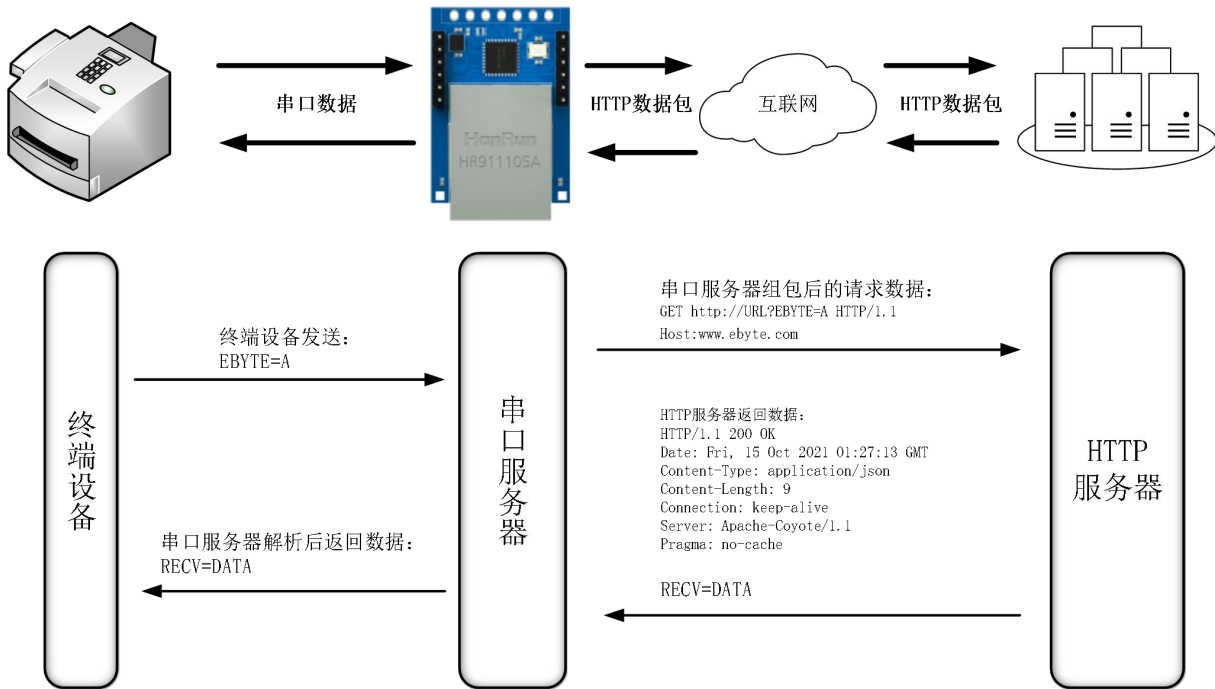 串口数据
HTTP数据包
互联网
HTTP数据包
HanRun
HR911105A
终端设备
终端设备发送：
EBYTE=A
串口服务器解析后返回数据：
RECV=DATA
串口服务器
串口服务器组包后的请求数据：
GET http://URL?EBYTE=A HTTP/1.1
Host:www.ebyte.com
HTTP服务器返回数据：
HTTP/1.1 200 OK
Date: Fri, 15 Oct 2021 01:27:13 GMT
Content-Type: application/json
Content-Length: 9
Connection: keep-alive
Server: Apache-Coyote/1.1
Pragma: no-cache
RECV=DATA
HTTP
服务器